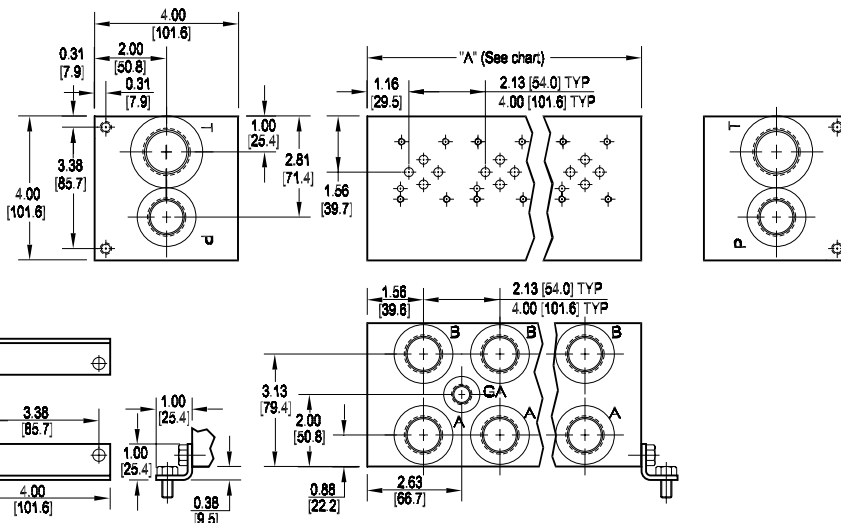 4.00
[101.6]
2.00
[50.8]
0.31
[7.9]
0.31
[7.9]
T
1.00
[25.4]
3.38
[85.7]
2.81
[71.4]
4.00
[101.6]
P
"A" (See chart)
1.16
[29.5]
2.13 [54.0] TYP
4.00 [101.6] TYP
1.56
[39.7]
T
P
1.56
[39.6]
2.13 [54.0] TYP
4.00 [101.6] TYP
B
B
B
3.13
[79.4]
GA
2.00
[50.8]
A
A
A
0.88
[22.2]
2.63
[66.7]
3.38
[85.7]
1.00
[25.4]
1.00
[25.4]
4.00
[101.6]
0.38
[9.5]